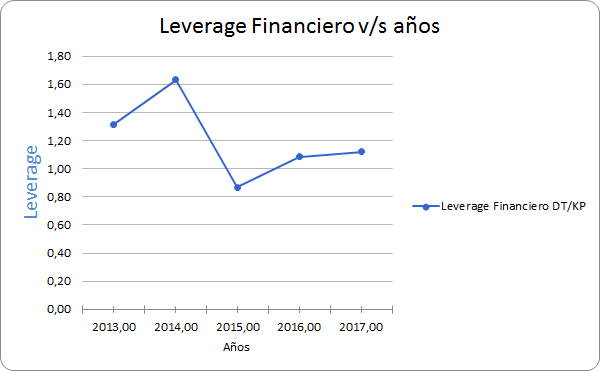 Leverage Financiero v/s años
1,80
1,60
1,40
1,20
1,00
0,80
0,60
0,40
0,20
0,00
Leverage
2013,00 2014,00 2015,00 2016,00 2017,00
Años
Leverage Financiero DT/KP